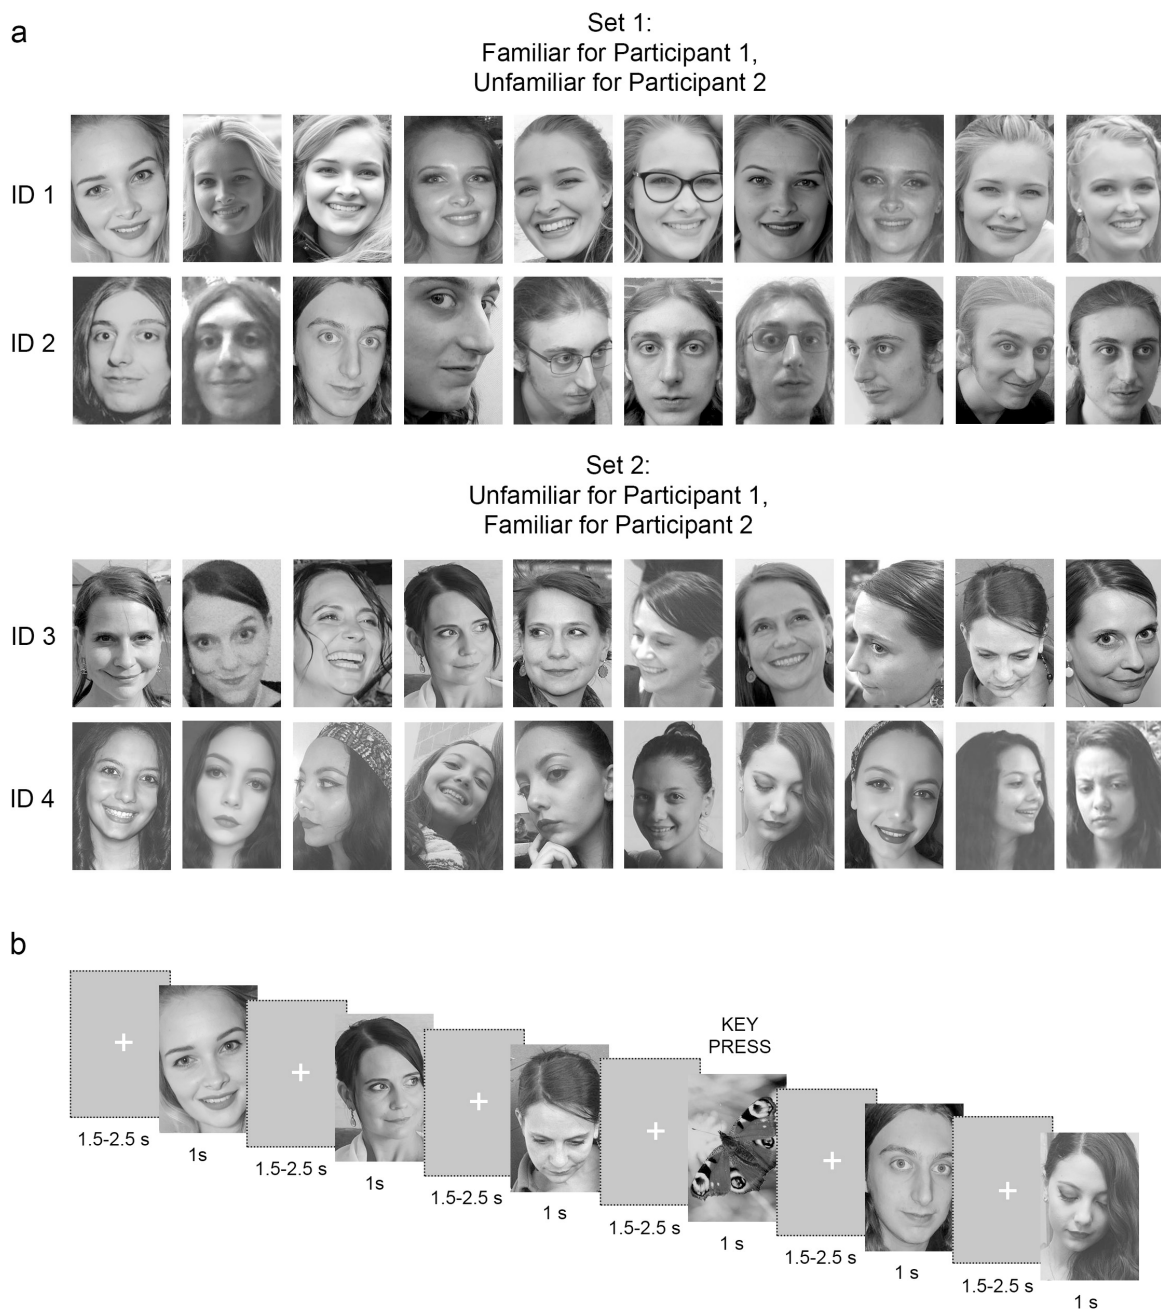 a
Set 1:
Familiar for Participant 1,
Unfamiliar for Participant 2
ID 1
ID 2
Set 2:
Unfamiliar for Participant 1,
Familiar for Participant 2
ID 3
ID 4
b
KEY
PRESS
1.5-2.5 s
1s
1.5-2.5 s
1s
1.5-2.5 s
1 s
1.5-2.5 s
1 s
1.5-2.5 s
1 s
1.5-2.5 s
1 s